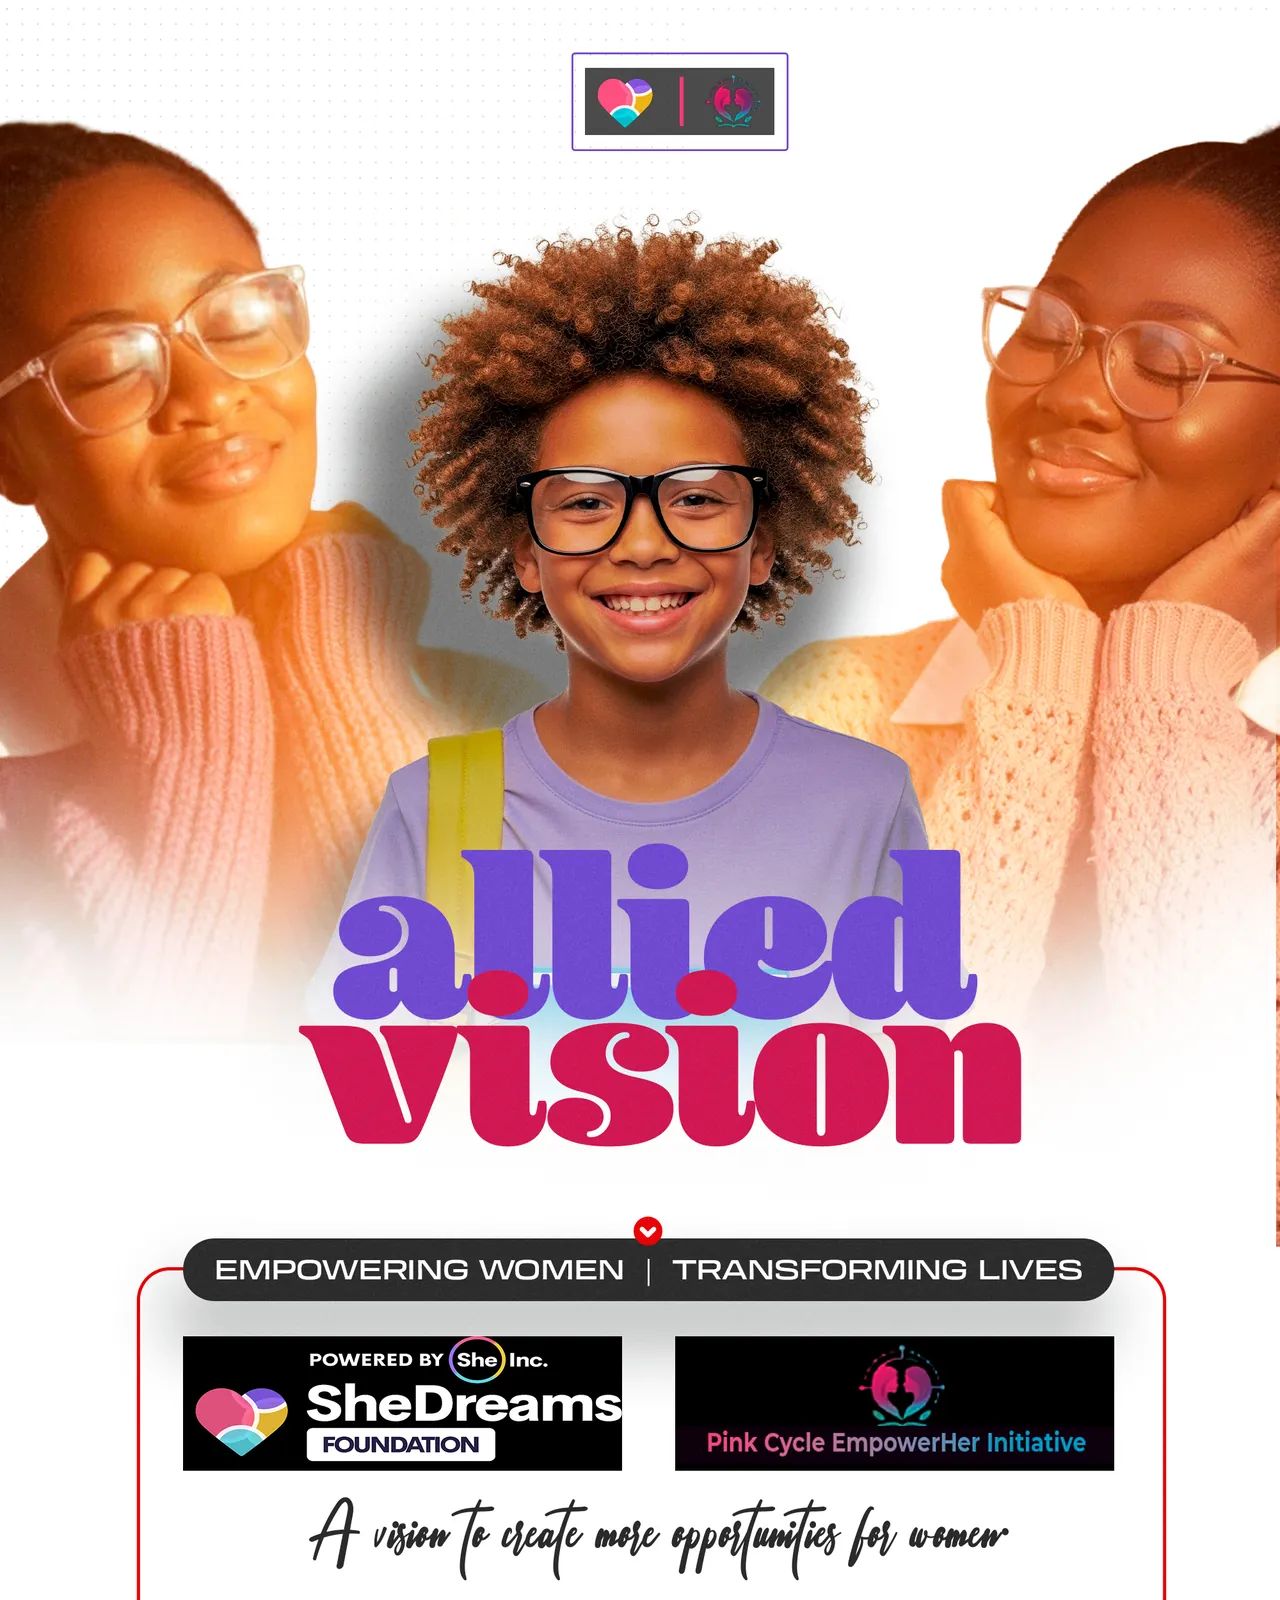 allied
vision
EMPOWERING WOMEN | TRANSFORMING LIVES
POWERED BY She Inc.
SheDreams
FOUNDATION
Pink Cycle EmpowerHer Initiative
A vision to create more opportunities for women